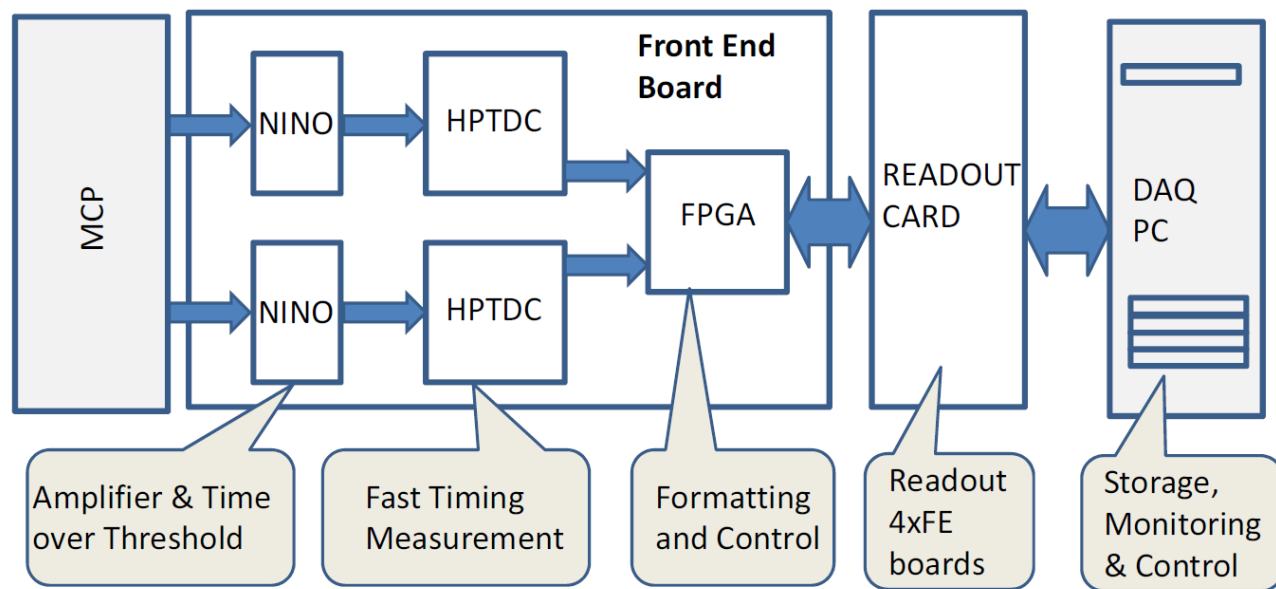 MCP
NINO
HPTDC
Front End
Board
FPGA
NINO
HPTDC
READOUT
CARD
DAQ
PC
Amplifier & Time
over Threshold
Fast Timing
Measurement
Formatting
and Control
Readout
4xFE
boards
Storage,
Monitoring
& Control